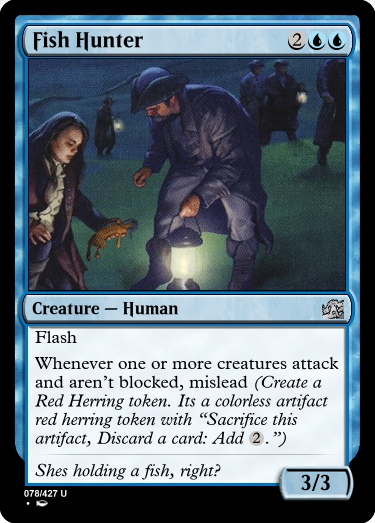 Fish Hunter 2
Creature — Human
Flash
Whenever one or more creatures attack
and aren't blocked, mislead (Create a
Red Herring token. Its a colorless artifact
red herring token with “Sacrifice this
artifact, Discard a card: Add 2.”)
Shes holding a fish, right?
3/3
078/427 U